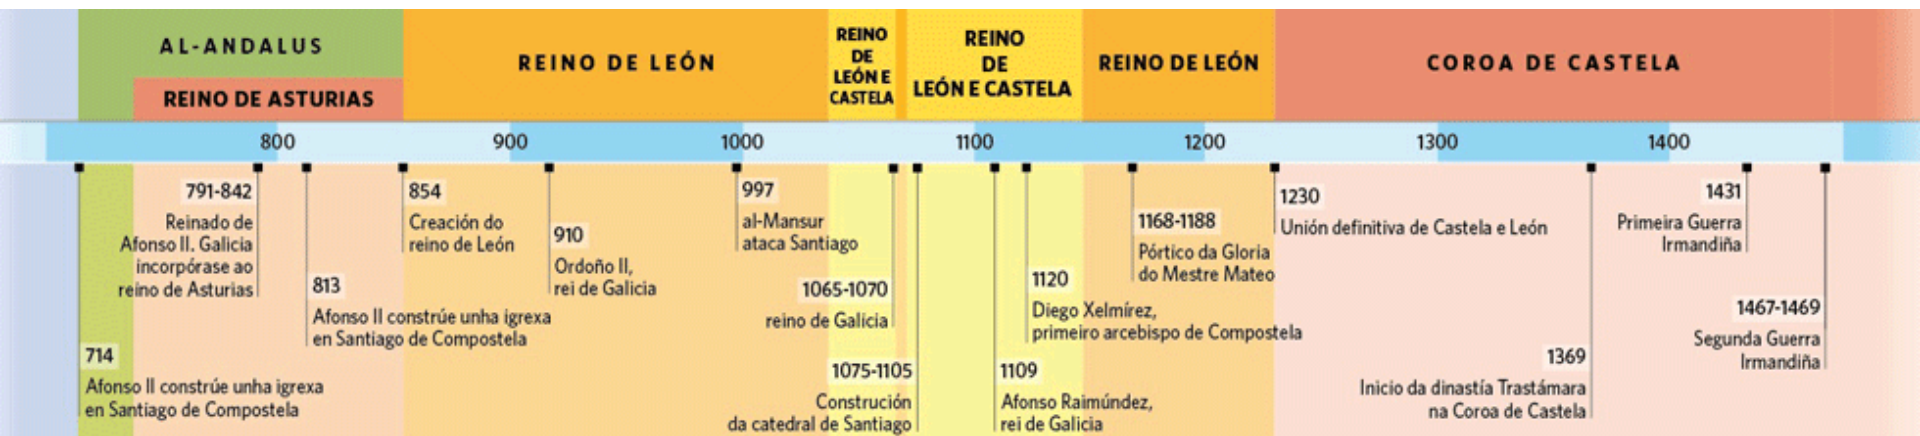 AL-ANDALUS
REINO DE ASTURIAS
REINO DE LEÓN
REINO
DE
LEÓN E
CASTELA
REINO
DE
LEÓN E CASTELA
REINO DE LEÓN
COROA DE CASTELA
800
900
1000
1100
1200
1300
1400
714
Afonso II constrúe unha igrexa
en Santiago de Compostela
791-842
Reinado de
Afonso II. Galicia
incorpórase ao
reino de Asturias
813
Afonso II constrúe unha igrexa
en Santiago de Compostela
854
Creación do
reino de León
910
Ordoño II,
rei de Galicia
997
al-Mansur
ataca Santiago
1065-1070
reino de Galicia
1075-1105
Construción
da catedral de Santiago
1109
Afonso Raimúndez,
rei de Galicia
1120
Diego Xelmírez,
primeiro arcebispo de Compostela
1168-1188
Pórtico da Gloria
do Mestre Mateo
1230
Unión definitiva de Castela e León
1369
Inicio da dinastía Trastámara
na Coroa de Castela
1431
Primeira Guerra
Irmandiña
1467-1469
Segunda Guerra
Irmandiña